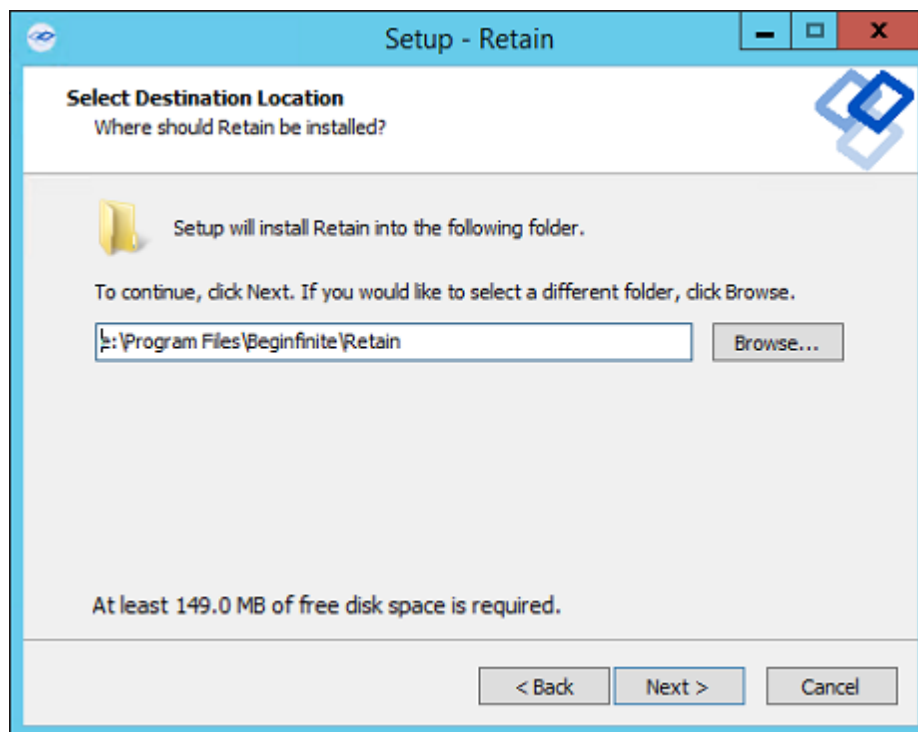 Setup - Retain
Select Destination Location
Where should Retain be installed?
Setup will install Retain into the following folder.
To continue, click Next. If you would like to select a different folder, click Browse.
e:\Program Files\Beginfinite\Retain
Browse...
At least 149.0 MB of free disk space is required.
< Back
Next >
Cancel